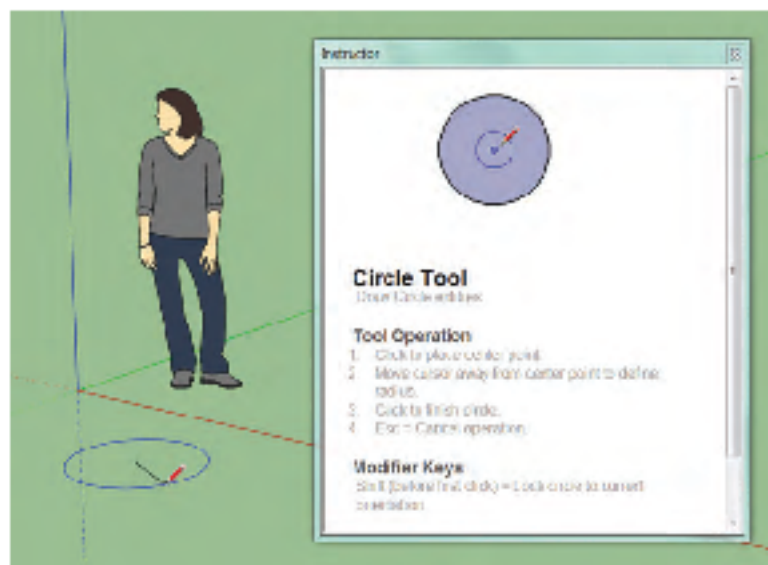 Instructor
Circle Tool
Draw Circle entities
Tool Operation
1. Click to place center point.
2. Move cursor away from center point to define
radius.
3. Click to finish circle.
4. Esc = Cancel operation.
Modifier Keys
Shift (before first click) = Lock circle to current
orientation